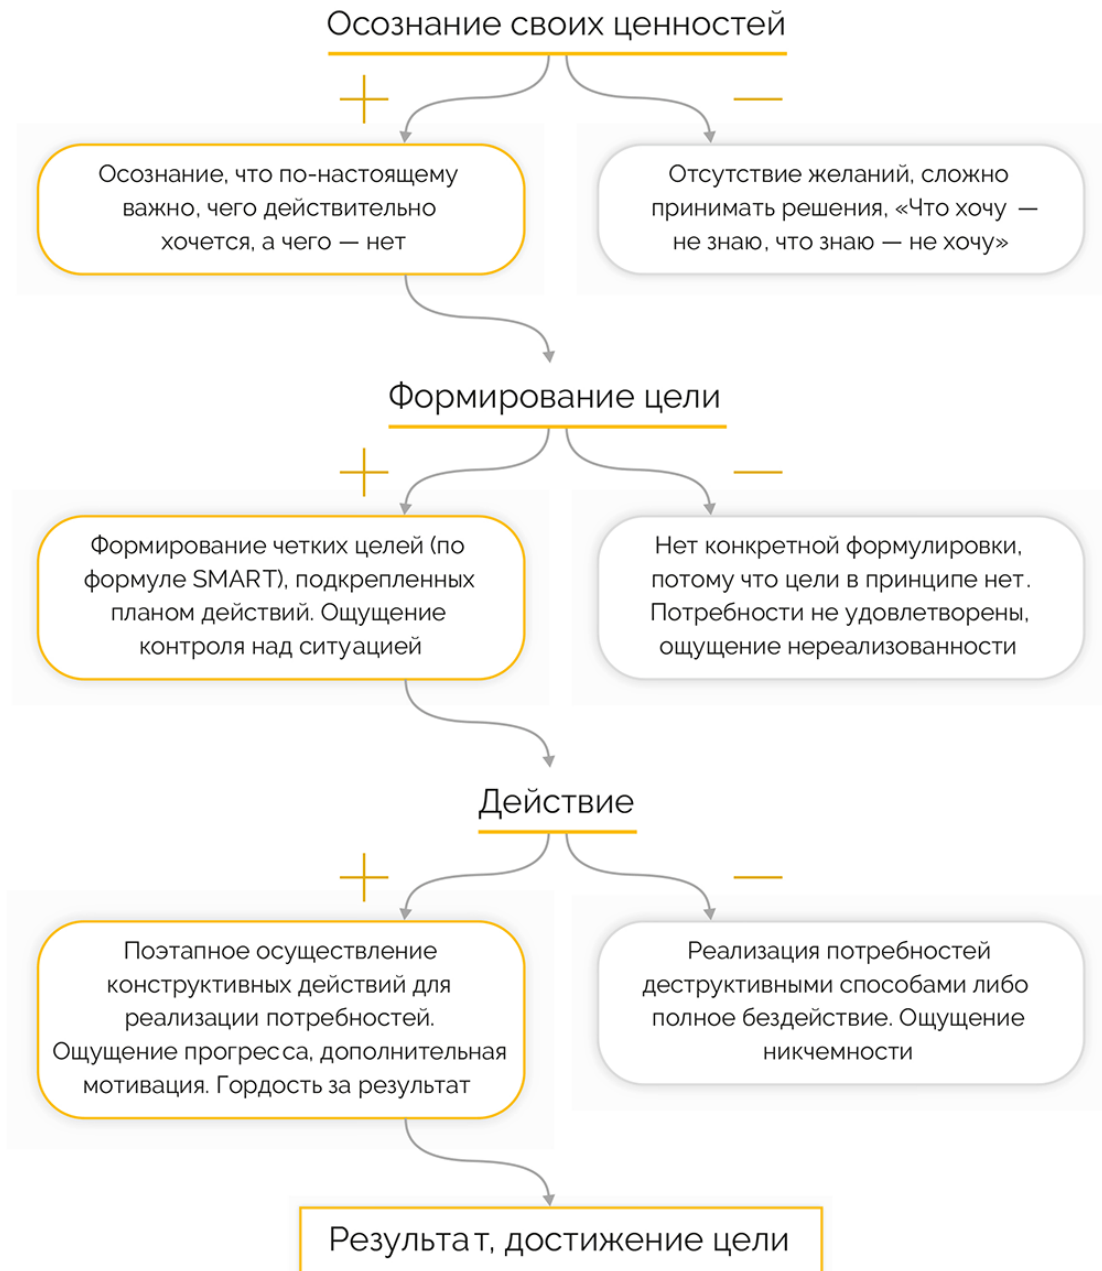 Осознание своих ценностей
+
—
Осознание, что по-настоящему
важно, чего действительно
хочется, а чего — нет
Отсутствие желаний, сложно
принимать решения, «Что хочу —
не знаю, что знаю — не хочу»
Формирование цели
+
—
Формирование четких целей (по
формуле SMART), подкрепленных
планом действий. Ощущение
контроля над ситуацией
Нет конкретной формулировки,
потому что цели в принципе нет.
Потребности не удовлетворены,
ощущение нереализованности
Действие
+
—
Поэтапное осуществление
конструктивных действий для
реализации потребностей.
Ощущение прогресса, дополнительная
мотивация. Гордость за результат
Реализация потребностей
деструктивными способами либо
полное бездействие. Ощущение
никчемности
Результат, достижение цели